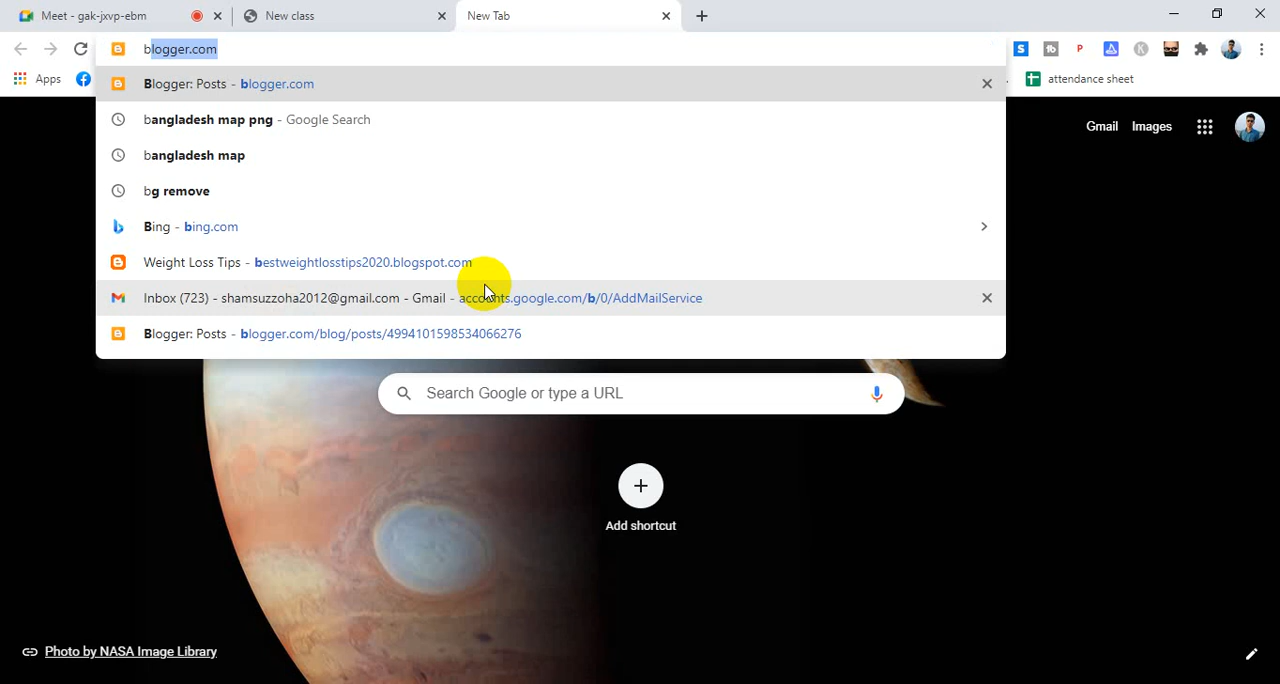 Meet - gak-jxvp-ebm
New class
New Tab
blogger.com
Apps
attendance sheet
Blogger: Posts - blogger.com
bangladesh map png - Google Search
bangladesh map
bg remove
Bing - bing.com
Weight Loss Tips - bestweightlosstips2020.blogspot.com
Inbox (723) - shamsuzzoha2012@gmail.com - Gmail - accounts.google.com/b/0/AddMailService
Blogger: Posts - blogger.com/blog/posts/4994101598534066276
Gmail Images
Search Google or type a URL
Add shortcut
Photo by NASA Image Library